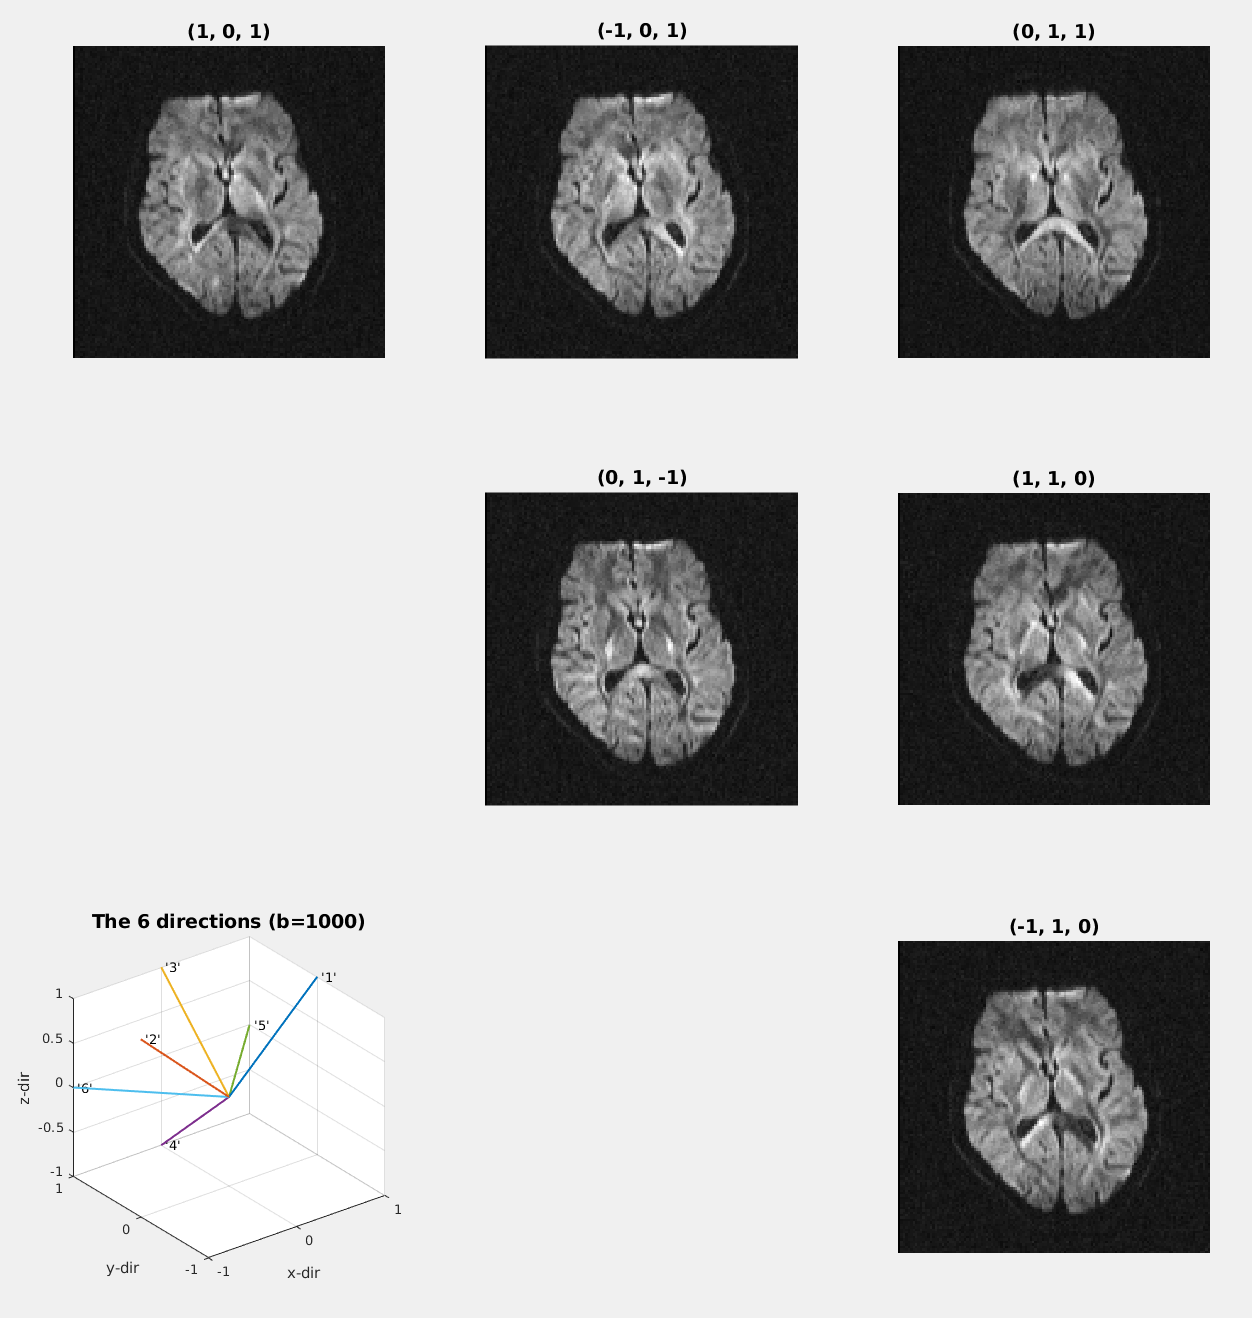 (1, 0, 1)
(-1, 0, 1)
(0, 1, 1)
(0, 1, -1)
(1, 1, 0)
(-1, 1, 0)
The 6 directions (b=1000)
'3'
'1'
1
'5'
0.5
'2'
0
'6'
z-dir
-0.5
'4'
-1
1
1
0
0
y-dir
-1
-1
x-dir